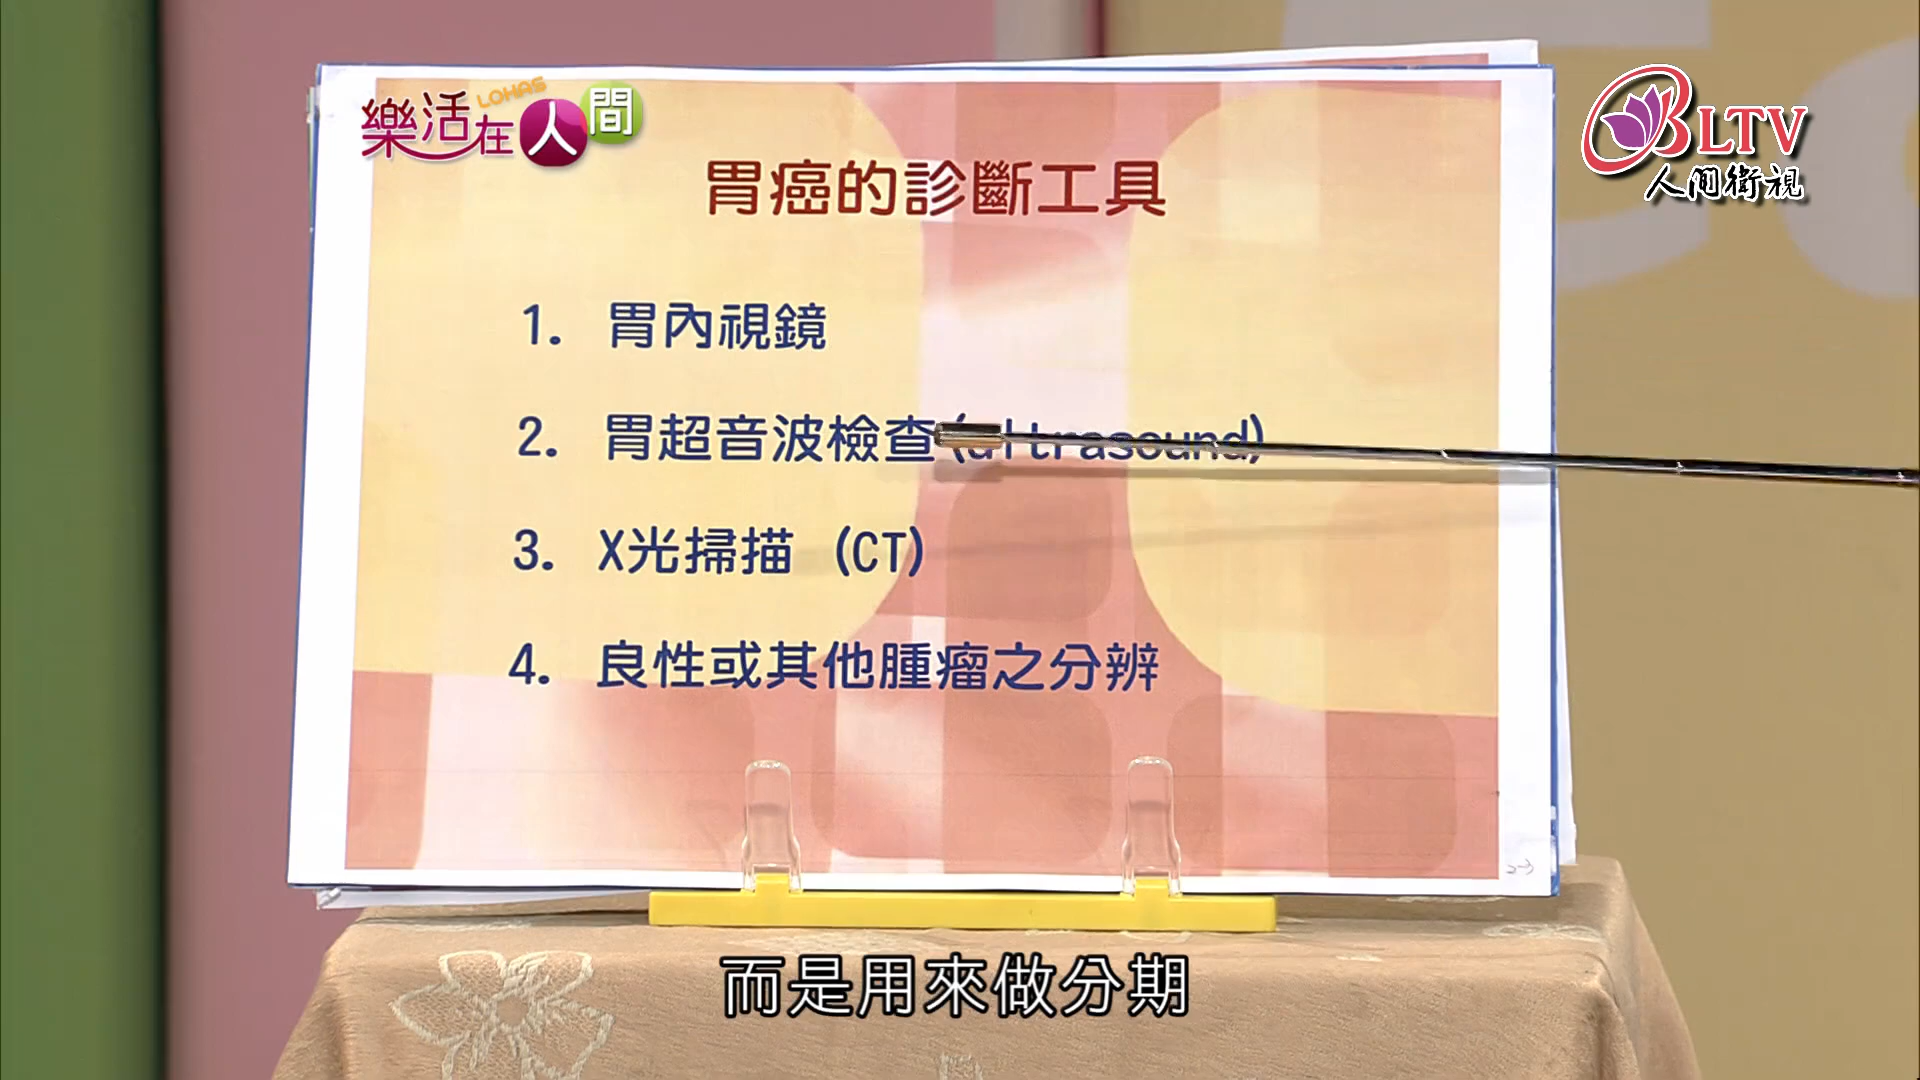 樂活在人間
LOHAS
BLTV
人間衛視
胃癌的診斷工具
1. 胃內視鏡
2. 胃超音波檢查(ultrasound)
3. X光掃描 (CT)
4. 良性或其他腫瘤之分辨
而是用來做分期